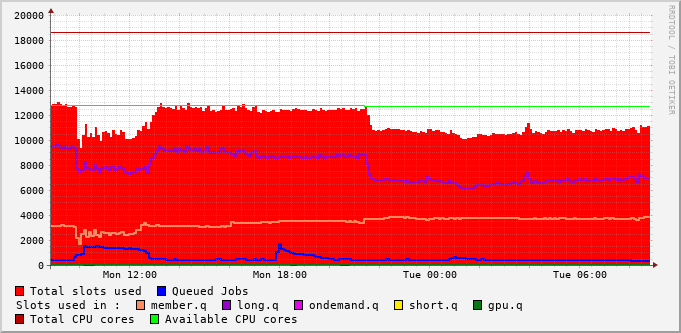 RRDTOOL / TOBI OETIKER
20000
18000
16000
14000
12000
10000
8000
6000
4000
2000
0
Mon 12:00 Mon 18:00 Tue 00:00 Tue 06:00
Total slots used Queued Jobs
Slots used in : member.q long.q ondemand.q short.q gpu.q
Total CPU cores Available CPU cores